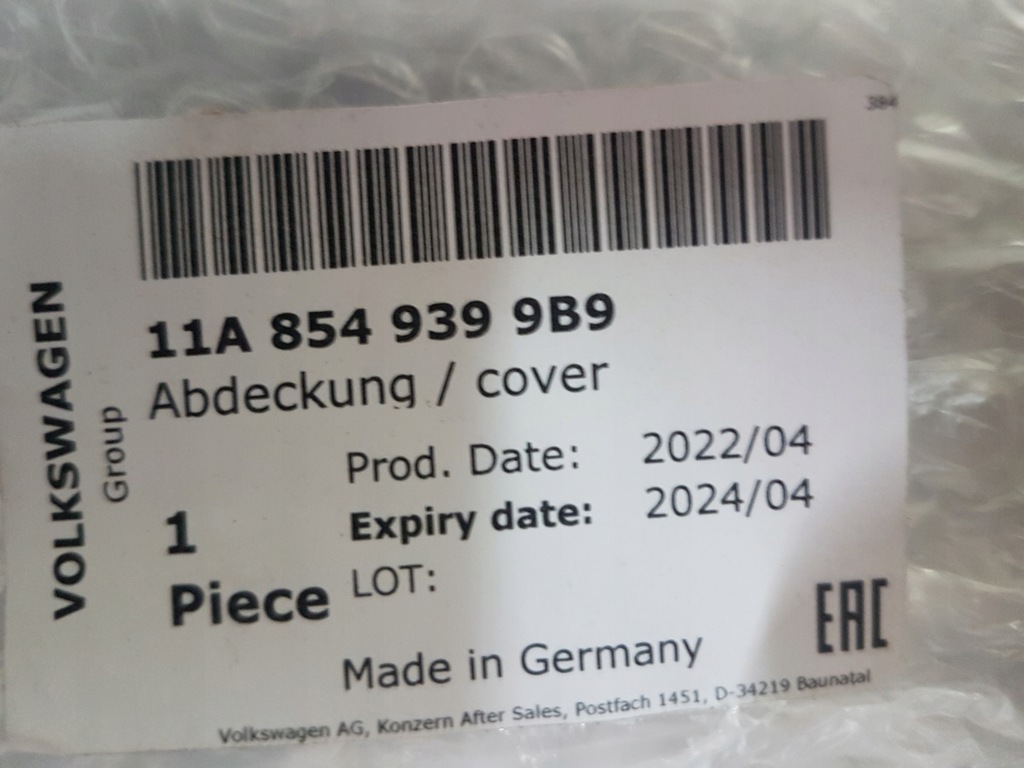 384
11A 854 939 9B9
Abdeckung / cover
Prod. Date: 2022/04
Expiry date: 2024/04
1
Piece
LOT:
Made in Germany
EAC
Volkswagen AG, Konzern After Sales, Postfach 1451, D-34219 Baunatal
VOLKSWAGEN
Group